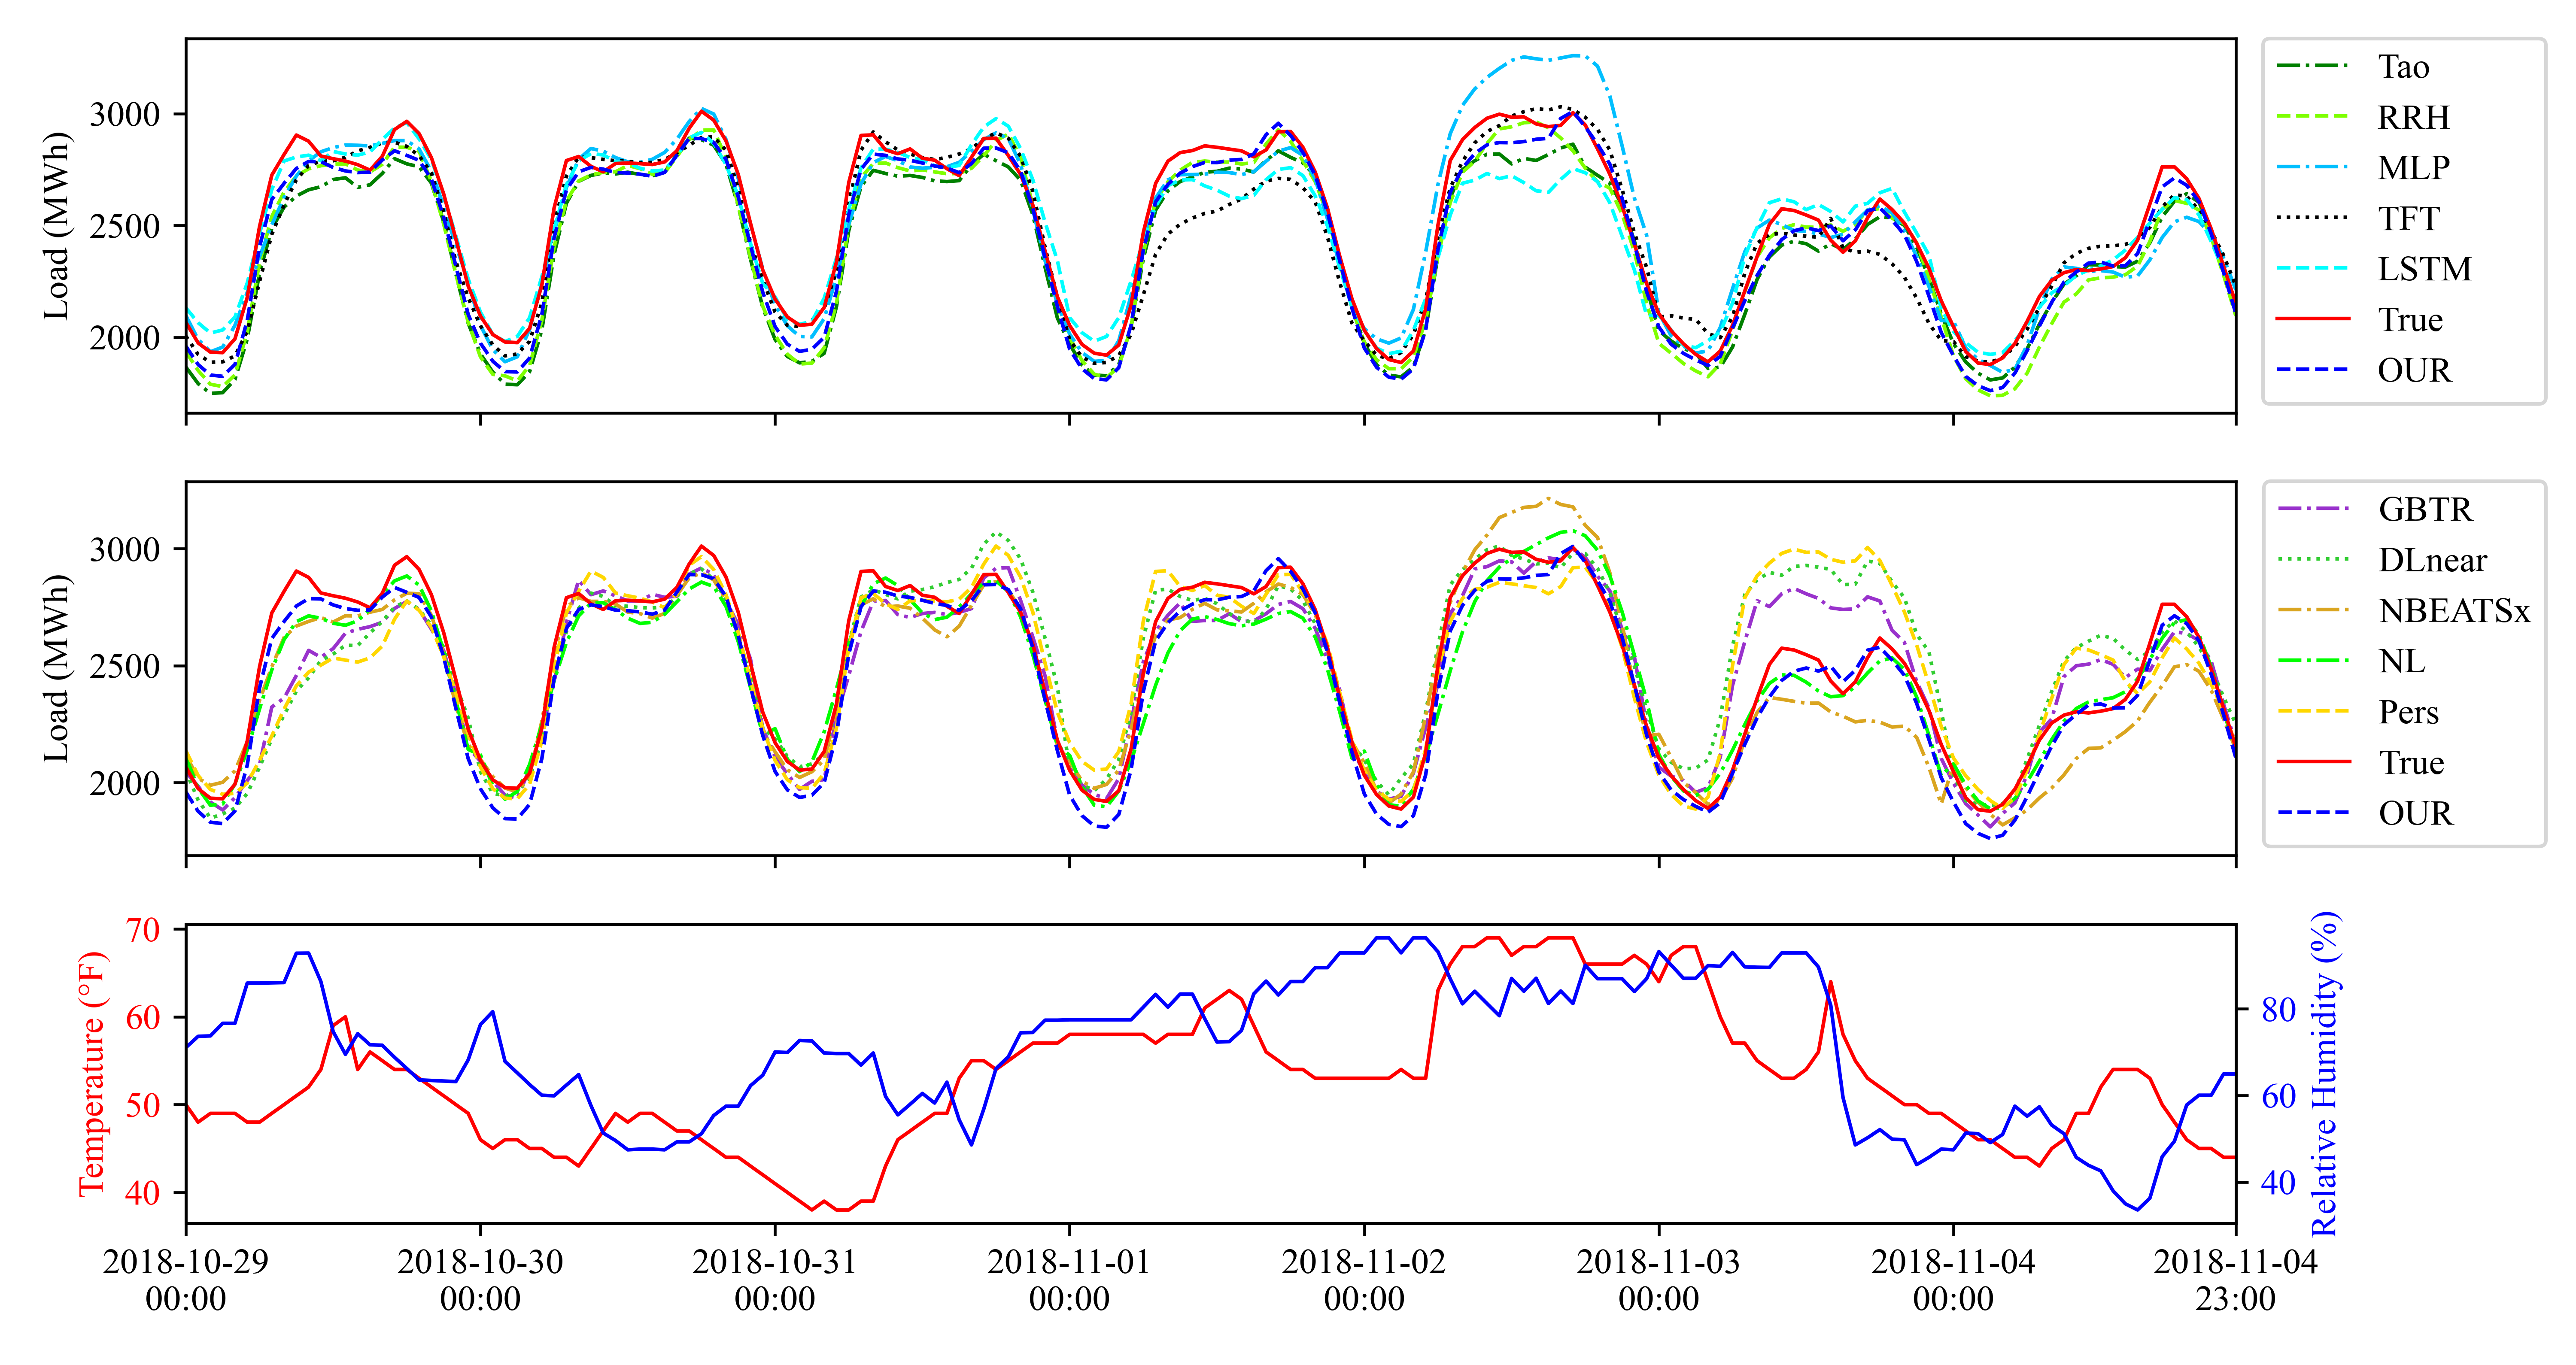 Load (MWh)
3000
2500
2000
Tao
RRH
MLP
TFT
LSTM
True
OUR
Load (MWh)
3000
2500
2000
GBTR
DLnear
NBEATSx
NL
Pers
True
OUR
Temperature (°F)
70
60
50
40
80
60
40
Relative Humidity (%)
2018-10-29 2018-10-30 2018-10-31 2018-11-01 2018-11-02 2018-11-03 2018-11-04 2018-11-04
00:00 00:00 00:00 00:00 00:00 00:00 00:00 23:00